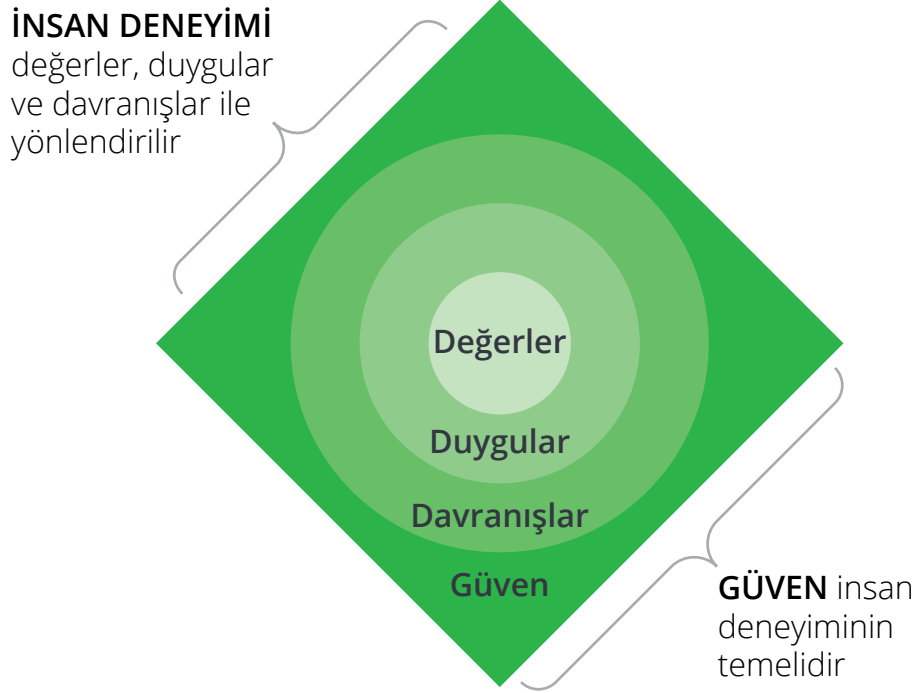 İNSAN DENEYİMİ
değerler, duygular
ve davranışlar ile
yönlendirilir
Değerler
Duygular
Davranışlar
Güven
GÜVEN insan
deneyiminin
temelidir